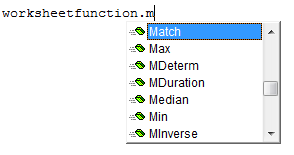 worksheetfunction.m
Match
Max
MDeterm
MDuration
Median
Min
MInverse